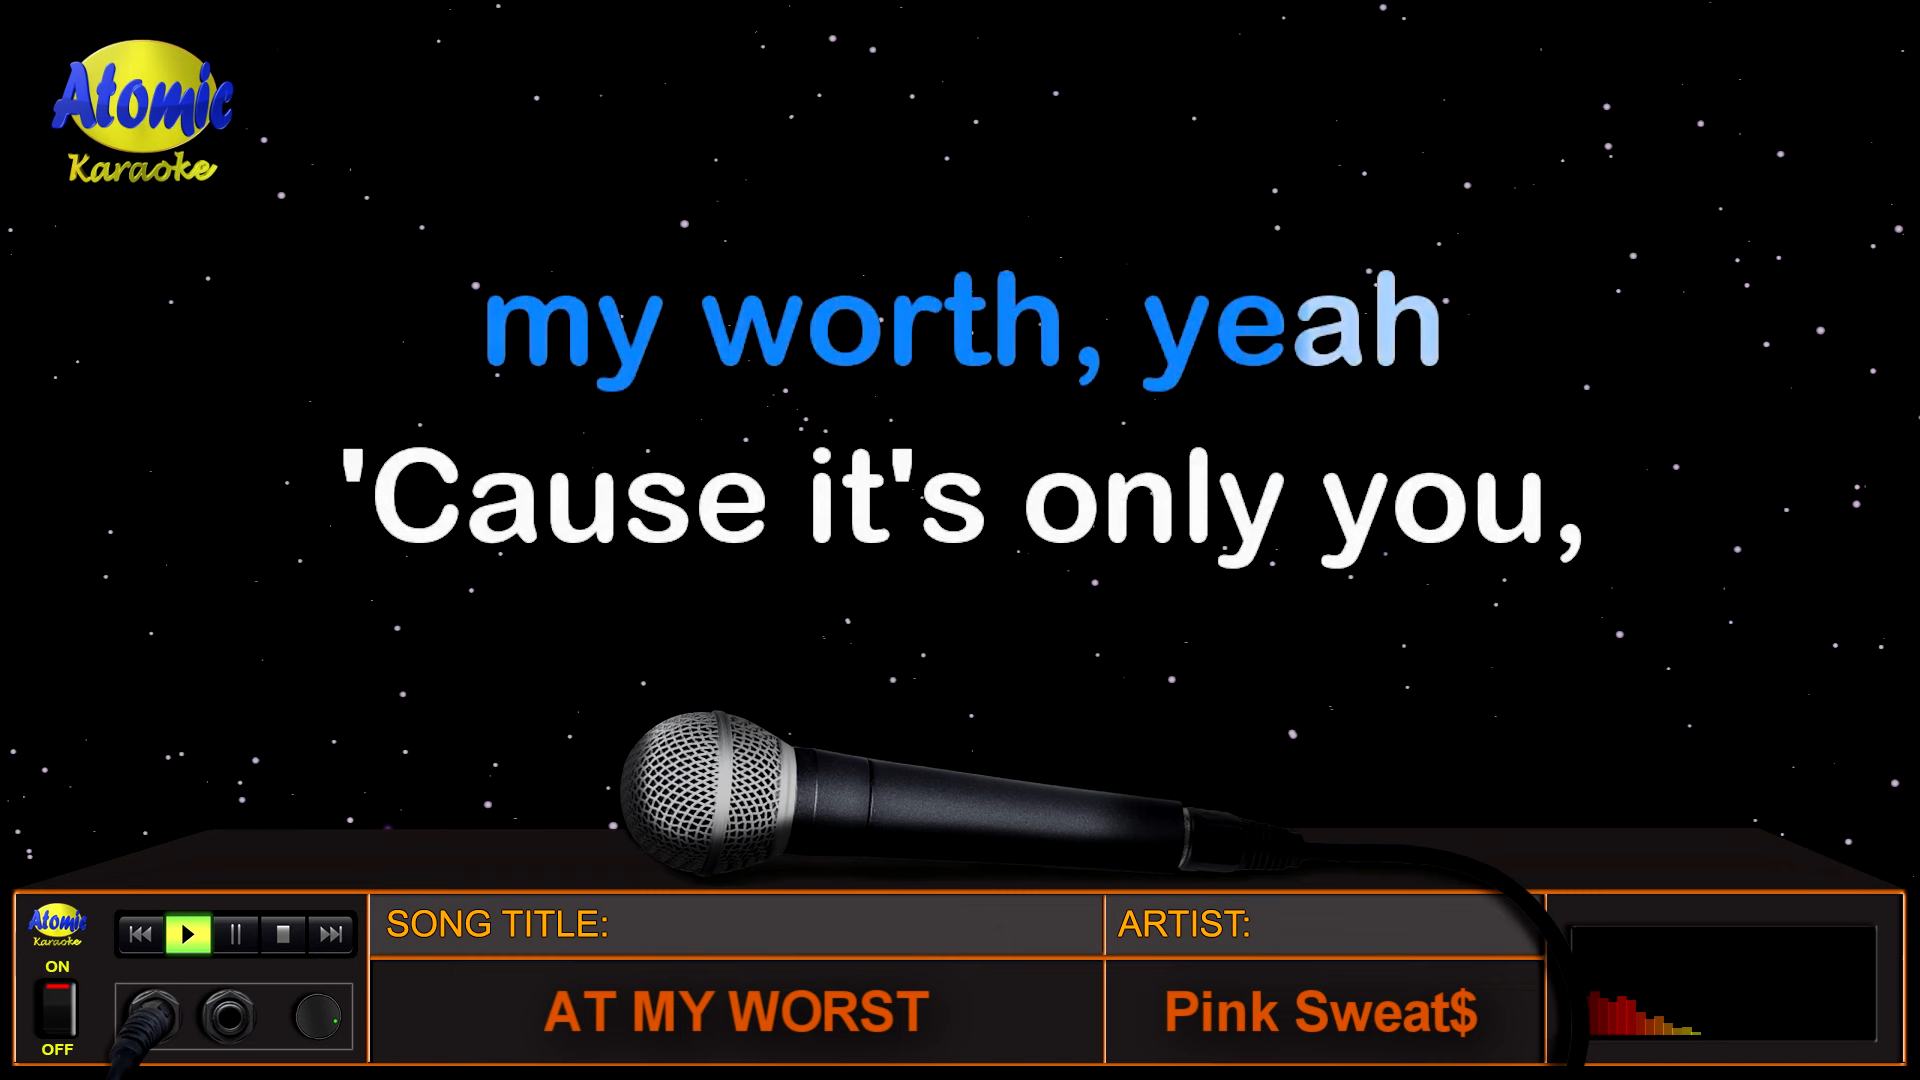 Atomic
Karaoke
my worth, yeah
'Cause it's only you,
Atomic
Karaoke
ON
OFF
SONG TITLE:
AT MY WORST
ARTIST:
Pink Sweat$